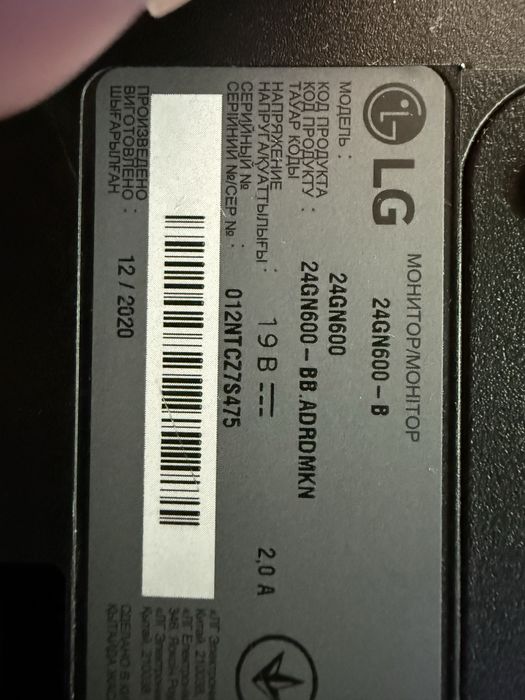 LG
МОНИТОР/МОНІТОР
МОДЕЛЬ : 24GN600-B
24GN600
КОД ПРОДУКТА
КОД ПРОДУКТУ :
ТАУАР КОДЫ
24GN600-BB.ADRDMKN
НАПРЯЖЕНИЕ
НАПРУГА/ҚУАТТЫЛЫҒЫ : 19 В 2,0 А
СЕРИЙНЫЙ №
СЕРІЙНИЙ №/СЕР № : 012NTCZ7S475
ПРОИЗВЕДЕНО :
ВИГОТОВЛЕНО : 12 / 2020
ШЫҒАРЫЛҒАН